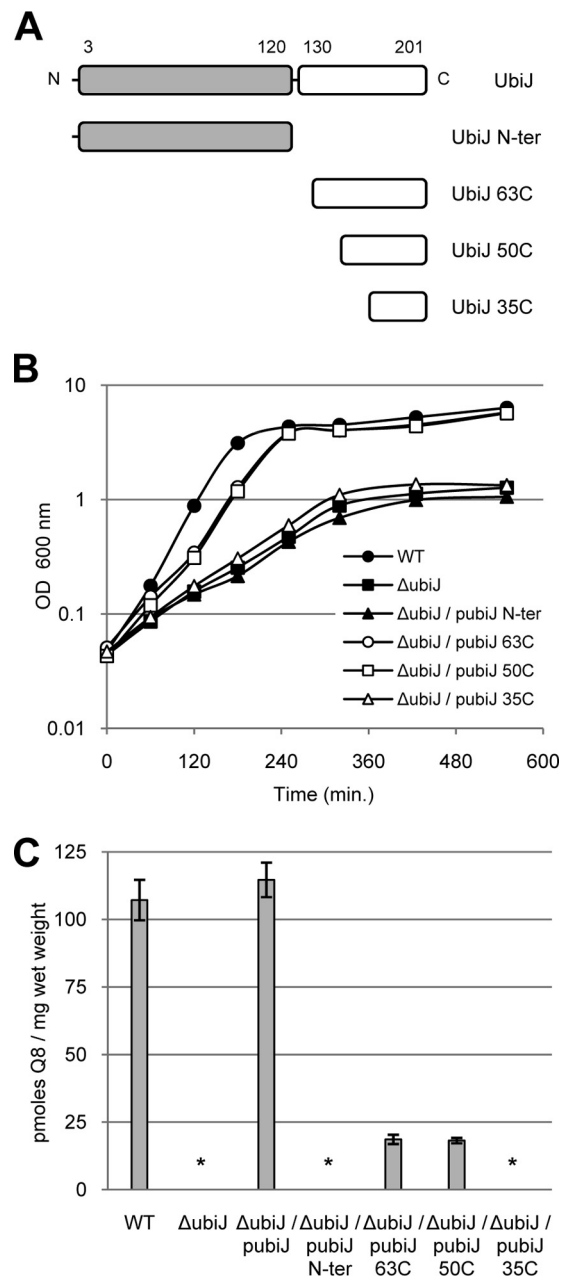 A
3 120 130 201
N C UbiJ
UbiJ N-ter
UbiJ 63C
UbiJ 50C
UbiJ 35C
B
10
1
0.1
0.01
OD 600 nm
WT
ΔubiJ
ΔubiJ / pubiJ N-ter
ΔubiJ / pubiJ 63C
ΔubiJ / pubiJ 50C
ΔubiJ / pubiJ 35C
0 120 240 360 480 600
Time (min.)
C
125
100
75
50
25
0
pmoles Q8 / mg wet weight
* * *
WT ΔubiJ ΔubiJ / ΔubiJ / ΔubiJ / ΔubiJ / ΔubiJ /
pubiJ pubiJ pubiJ pubiJ pubiJ
N-ter 63C 50C 35C